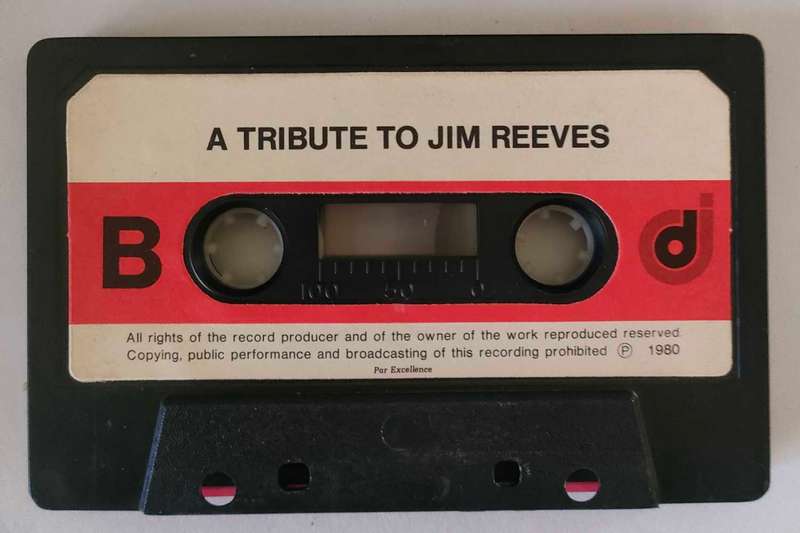 A TRIBUTE TO JIM REEVES
B
dj
100 50 0
All rights of the record producer and of the owner of the work reproduced reserved.
Copying, public performance and broadcasting of this recording prohibited Ⓟ 1980
Par Excellence